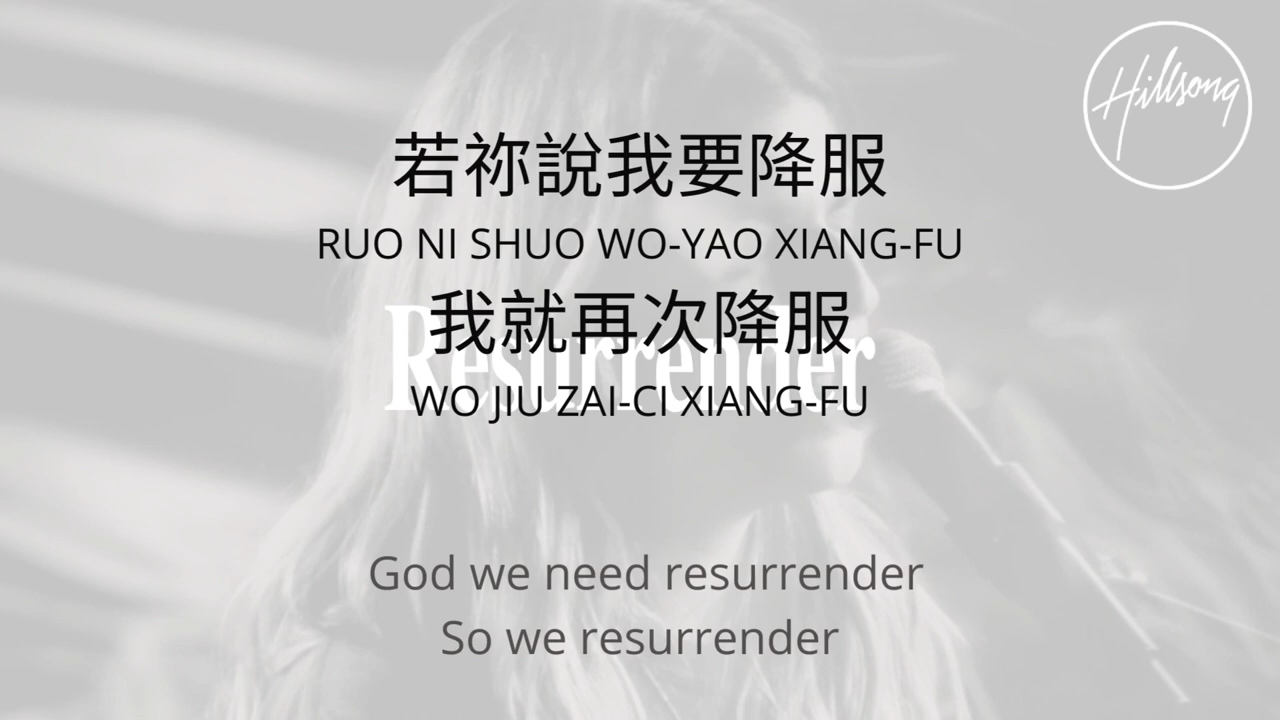 Hillsong
若祢說我要降服
RUO NI SHUO WO-YAO XIANG-FU
我就再次降服
Resurrender
WO JIU ZAI-CI XIANG-FU
God we need resurrender
So we resurrender